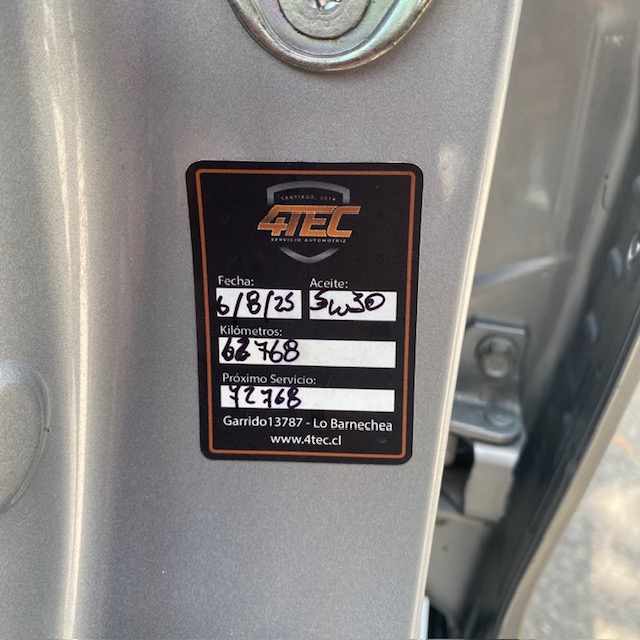 SANTIAGO, 2018
4TEC
SERVICIO AUTOMOTRIZ
Fecha: Aceite:
6/8/25 5W30
Kilómetros:
62768
Próximo Servicio:
72768
Garrido13787 - Lo Barnechea
www.4tec.cl